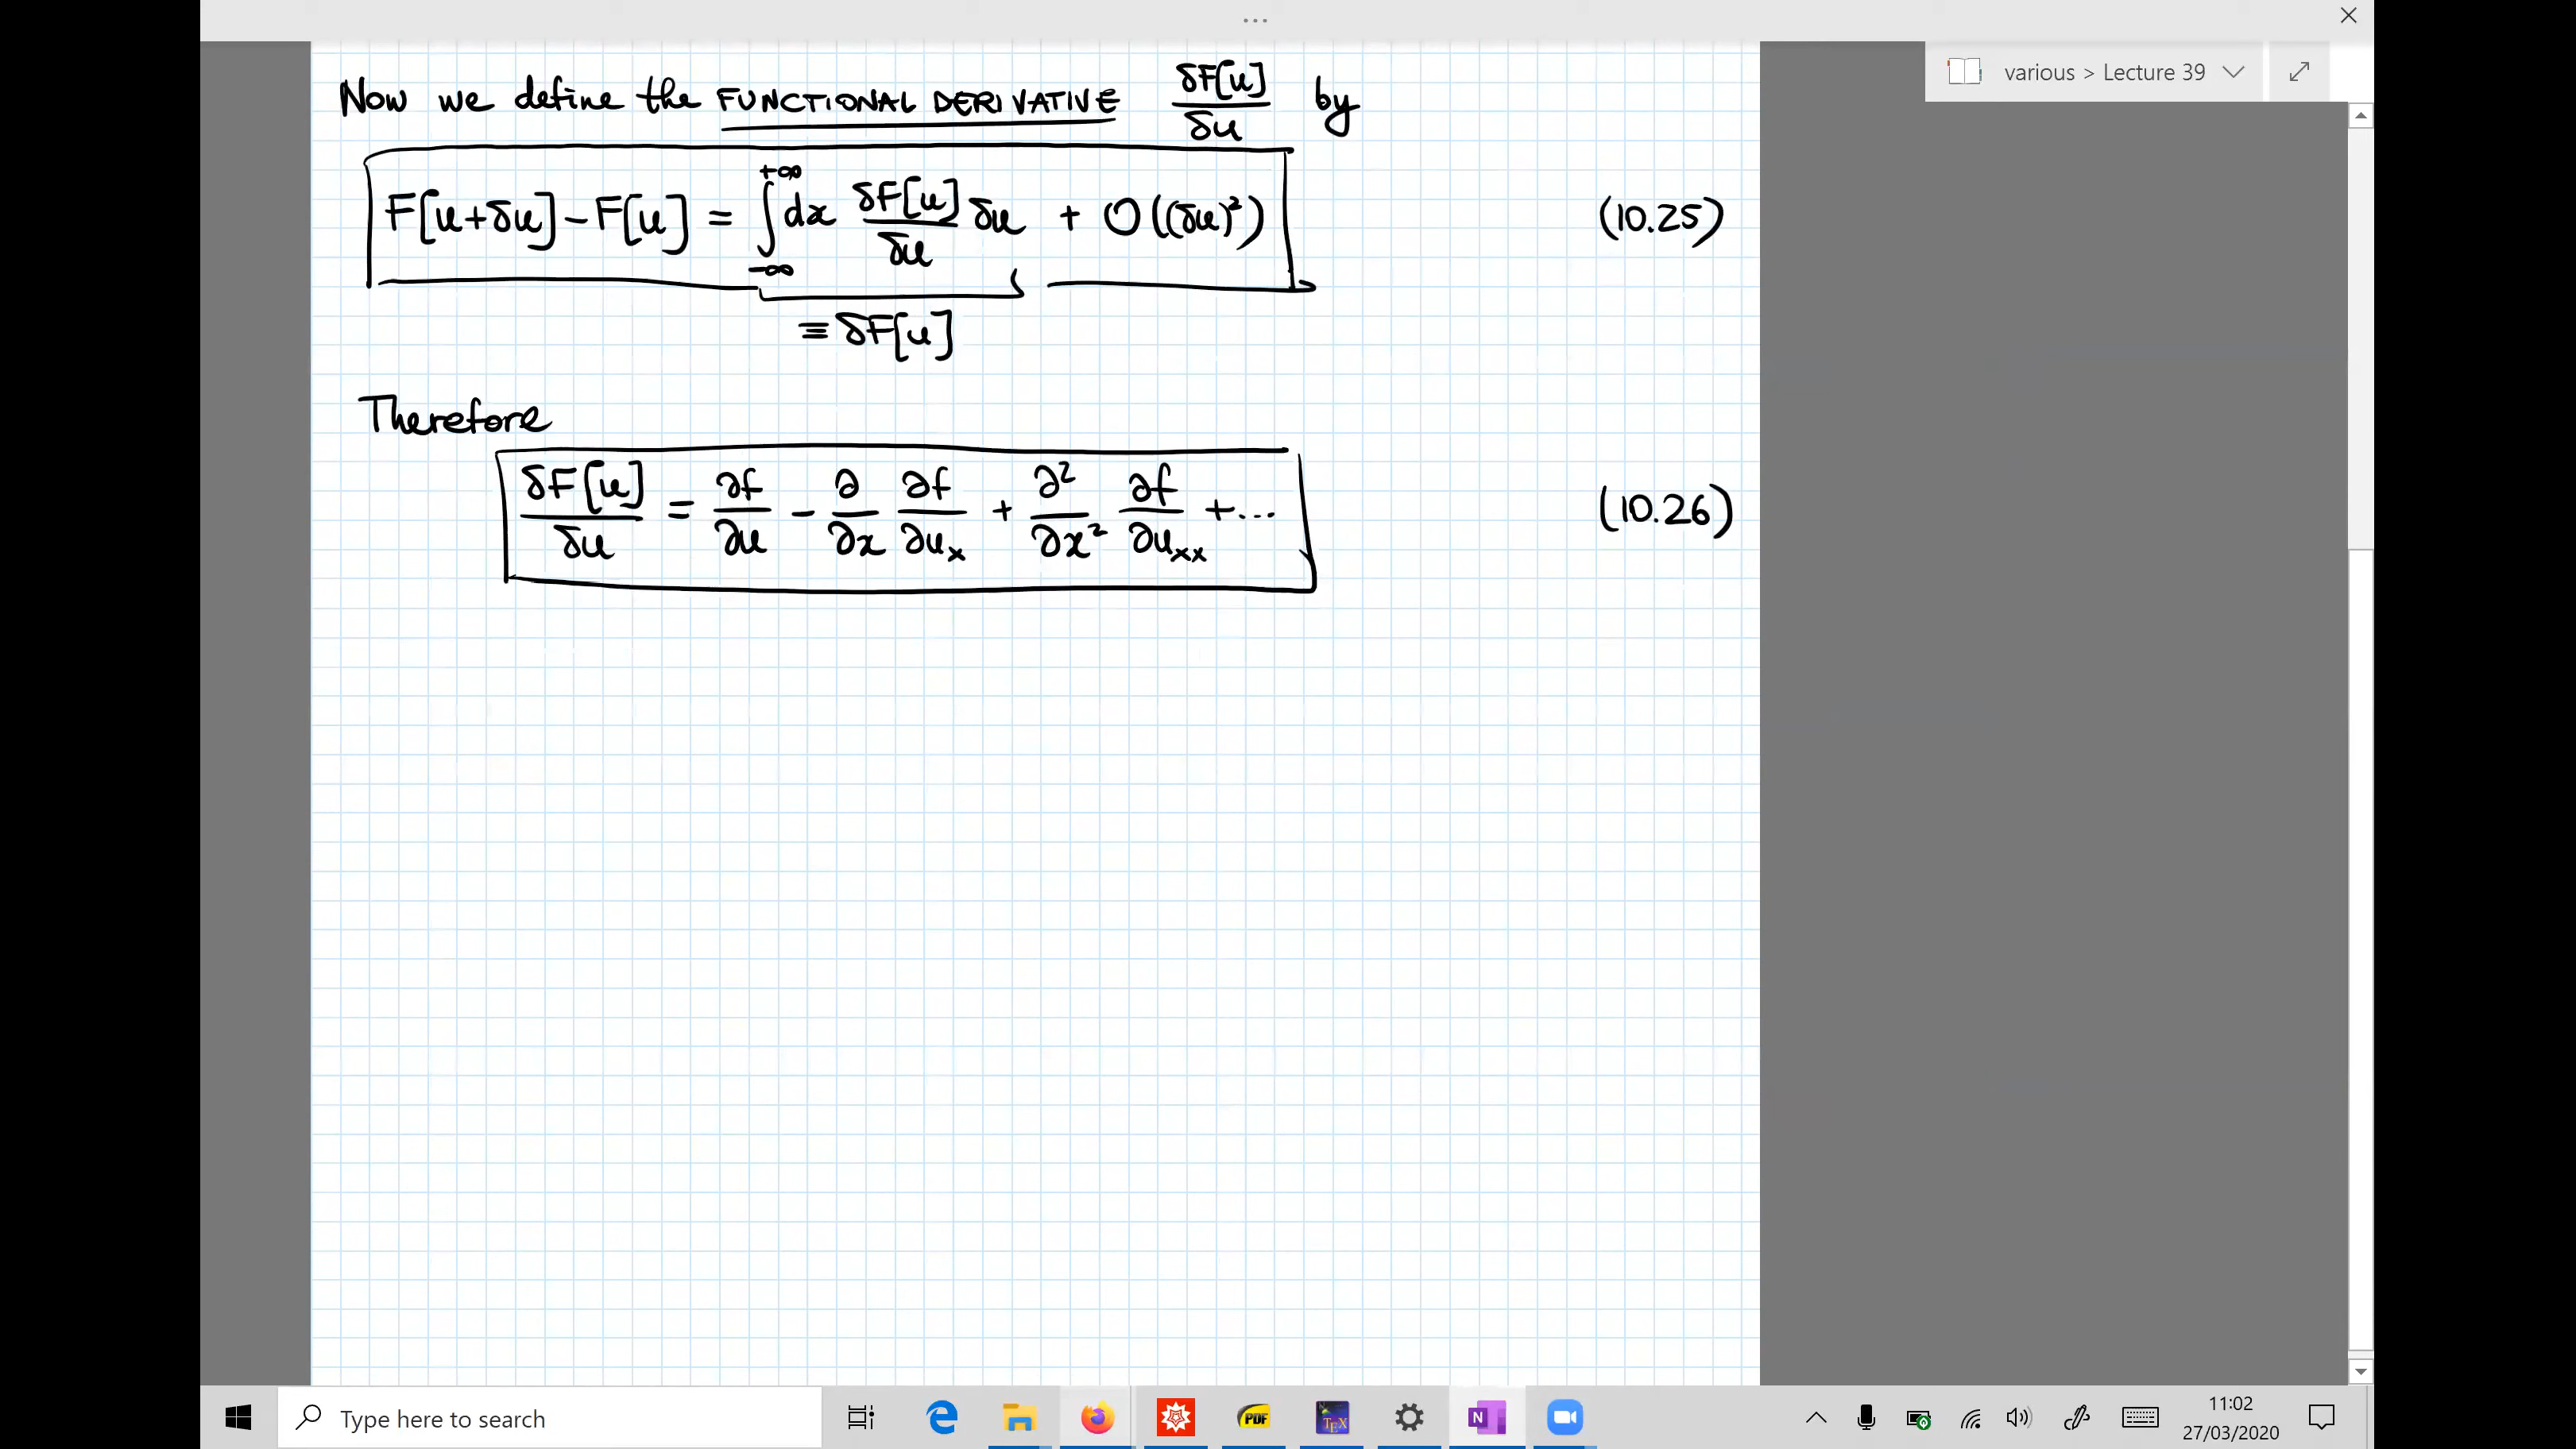 various > Lecture 39
Now we define the FUNCTIONAL DERIVATIVE δF[u]/δu by
F[u+δu] − F[u] = ∫_{−∞}^{+∞} dx δF[u]/δu δu + O((δu)²) (10.25)
≡ δF[u]
Therefore
δF[u]/δu = ∂f/∂u − ∂/∂x ∂f/∂u_x + ∂²/∂x² ∂f/∂u_xx + ... (10.26)
Type here to search
PDF
TEX
N
11:02
27/03/2020